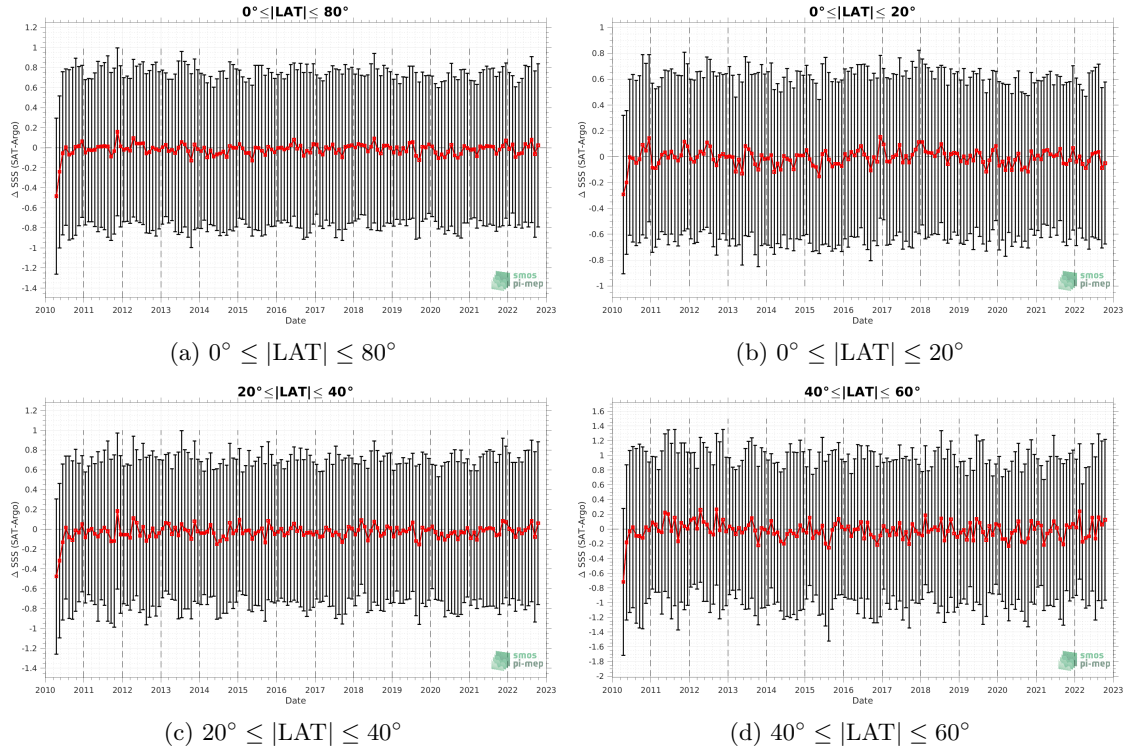 0°≤|LAT|≤ 80°
Δ SSS (SAT-Argo)
1.2
1
0.8
0.6
0.4
0.2
0
-0.2
-0.4
-0.6
-0.8
-1
-1.2
-1.4
2010 2011 2012 2013 2014 2015 2016 2017 2018 2019 2020 2021 2022 2023
Date
smos
pi-mep
(a) 0° ≤ |LAT| ≤ 80°
0°≤|LAT|≤ 20°
Δ SSS (SAT-Argo)
1
0.8
0.6
0.4
0.2
0
-0.2
-0.4
-0.6
-0.8
-1
2010 2011 2012 2013 2014 2015 2016 2017 2018 2019 2020 2021 2022 2023
Date
smos
pi-mep
(b) 0° ≤ |LAT| ≤ 20°
20°≤|LAT|≤ 40°
Δ SSS (SAT-Argo)
1.2
1
0.8
0.6
0.4
0.2
0
-0.2
-0.4
-0.6
-0.8
-1
-1.2
-1.4
2010 2011 2012 2013 2014 2015 2016 2017 2018 2019 2020 2021 2022 2023
Date
smos
pi-mep
(c) 20° ≤ |LAT| ≤ 40°
40°≤|LAT|≤ 60°
Δ SSS (SAT-Argo)
1.6
1.4
1.2
1
0.8
0.6
0.4
0.2
0
-0.2
-0.4
-0.6
-0.8
-1
-1.2
-1.4
-1.6
-1.8
-2
2010 2011 2012 2013 2014 2015 2016 2017 2018 2019 2020 2021 2022 2023
Date
smos
pi-mep
(d) 40° ≤ |LAT| ≤ 60°